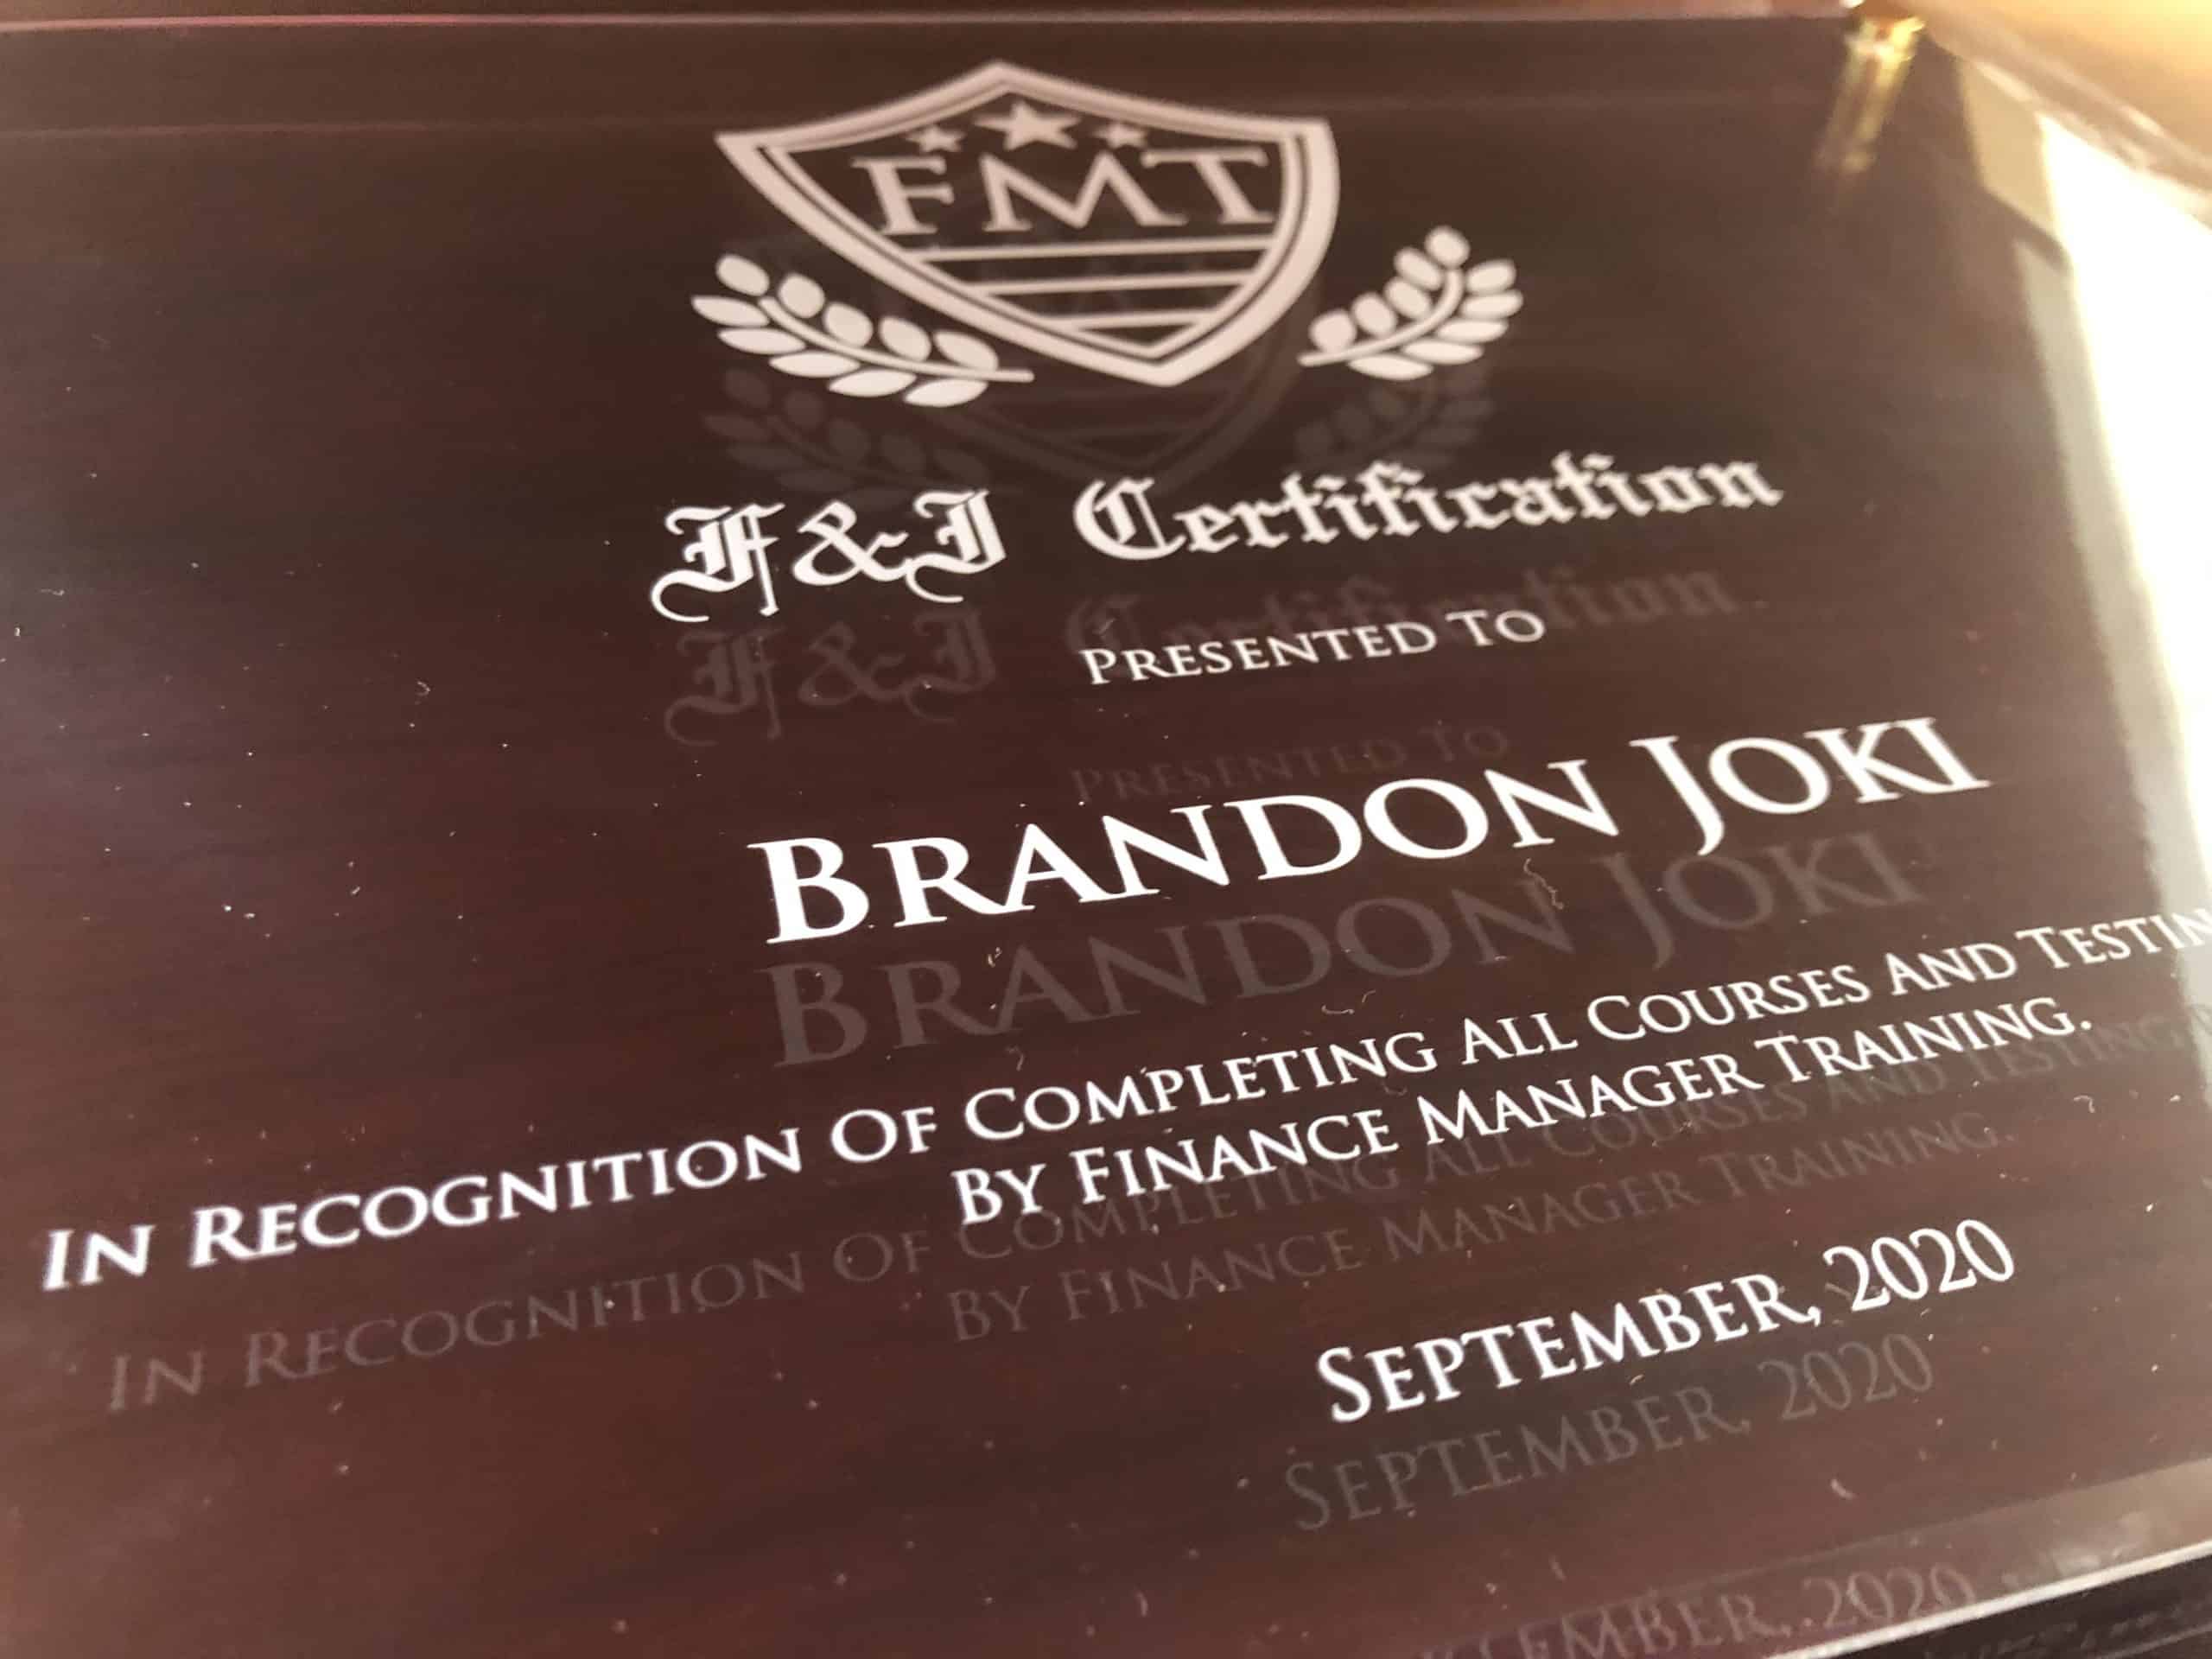 FMT
F&I Certification
PRESENTED TO
BRANDON JOKI
IN RECOGNITION OF COMPLETING ALL COURSES AND TESTIN
BY FINANCE MANAGER TRAINING.
SEPTEMBER, 2020